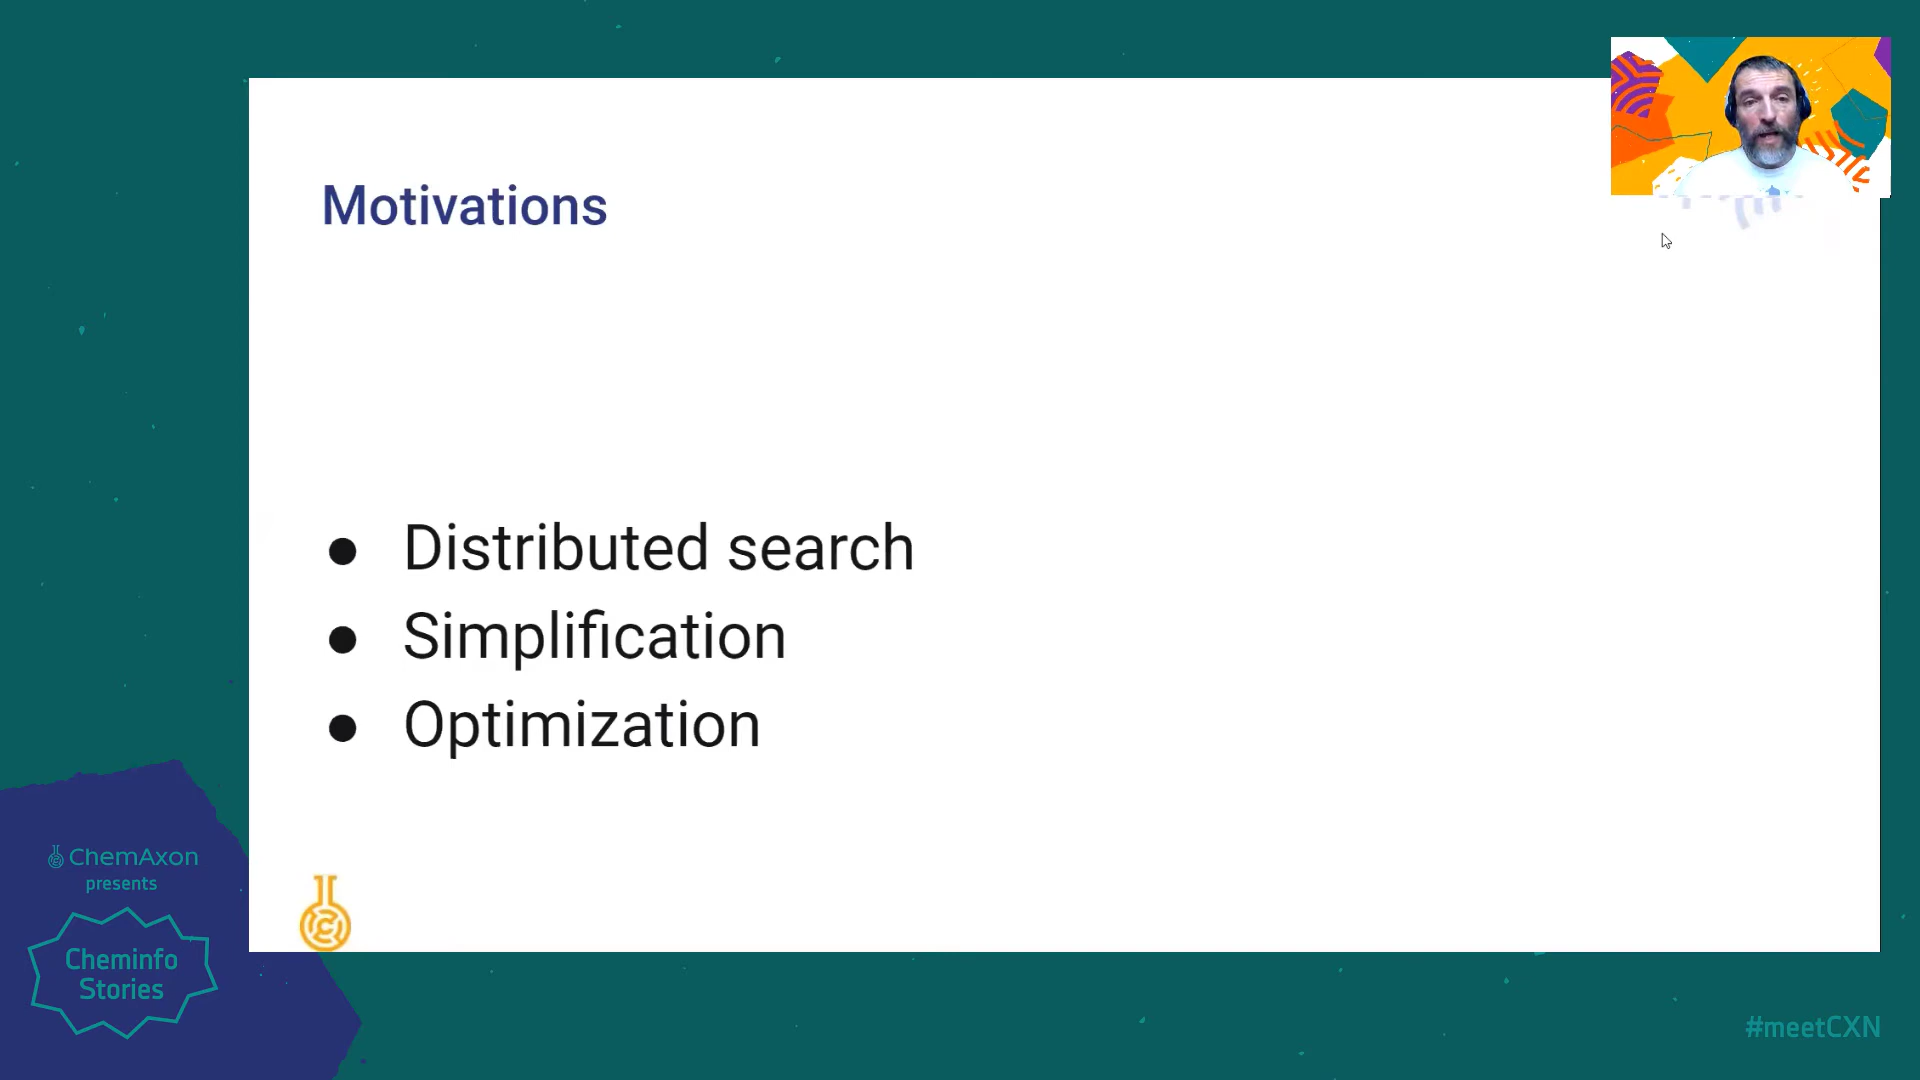 Motivations
● Distributed search
● Simplification
● Optimization
ChemAxon
presents
Cheminfo
Stories
#meetCXN